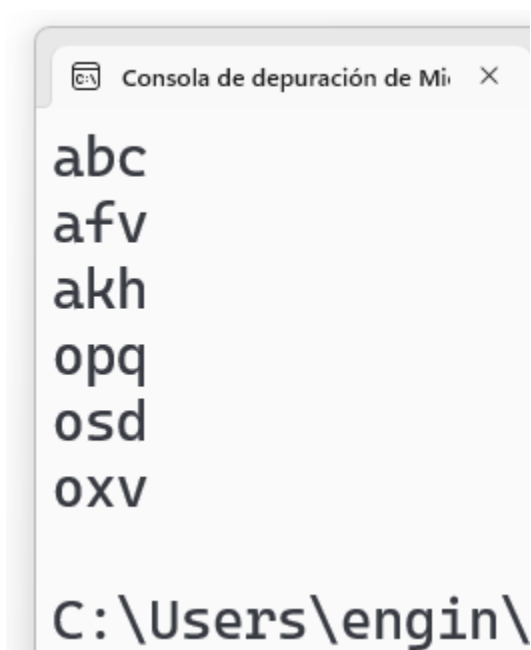 Consola de depuración de Mi
abc
afv
akh
opq
osd
oxv
C:\Users\engin\